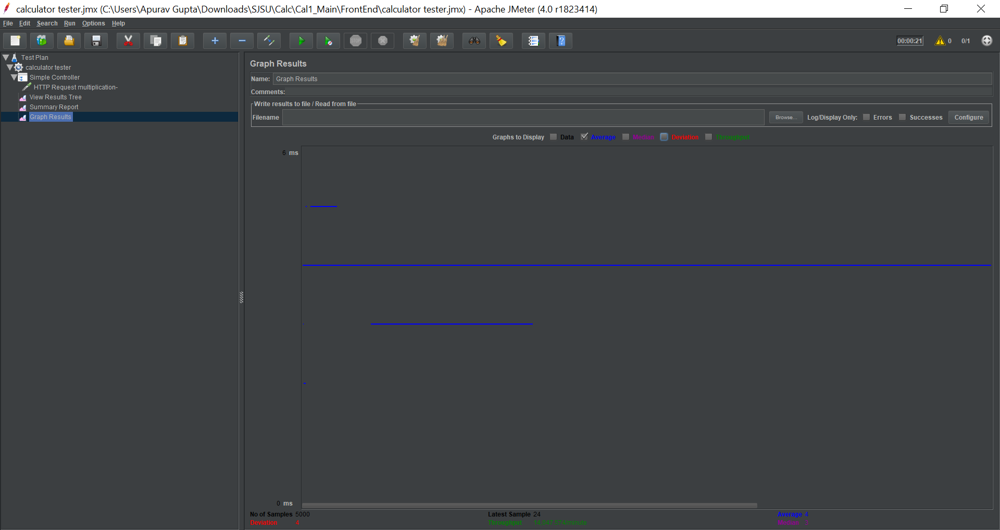 calculator tester.jmx (C:\Users\Apurav Gupta\Downloads\SJSU\Calc\Cal1_Main\FrontEnd\calculator tester.jmx) - Apache JMeter (4.0 r1823414)
File Edit Search Run Options Help
STOP 00:00:21 0 0/1
Test Plan
calculator tester
Simple Controller
HTTP Request multiplication-
View Results Tree
Summary Report
Graph Results
Graph Results
Name: Graph Results
Comments:
Write results to file / Read from file
Filename Browse... Log/Display Only: Errors Successes Configure
Graphs to Display Data Average Median Deviation Throughput
6 ms
0 ms
No of Samples 5000 Latest Sample 24 Average 4
Deviation 4 Throughput 14,047.574/minute Median 3